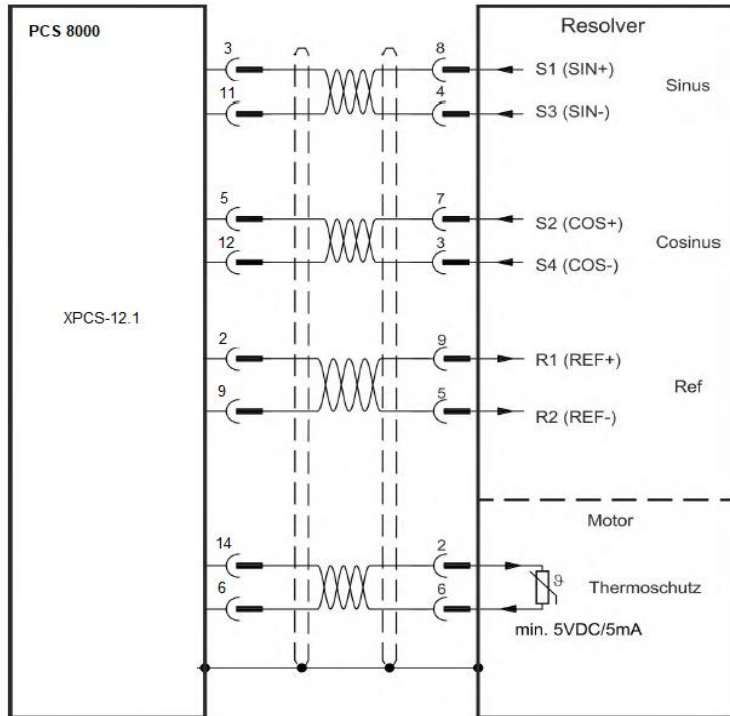 PCS 8000
Resolver
3
8
S1 (SIN+)
Sinus
11
4
S3 (SIN-)
5
7
S2 (COS+)
Cosinus
12
3
S4 (COS-)
XPCS-12.1
2
9
R1 (REF+)
Ref
9
5
R2 (REF-)
Motor
14
2
ϑ
Thermoschutz
6
6
min. 5VDC/5mA